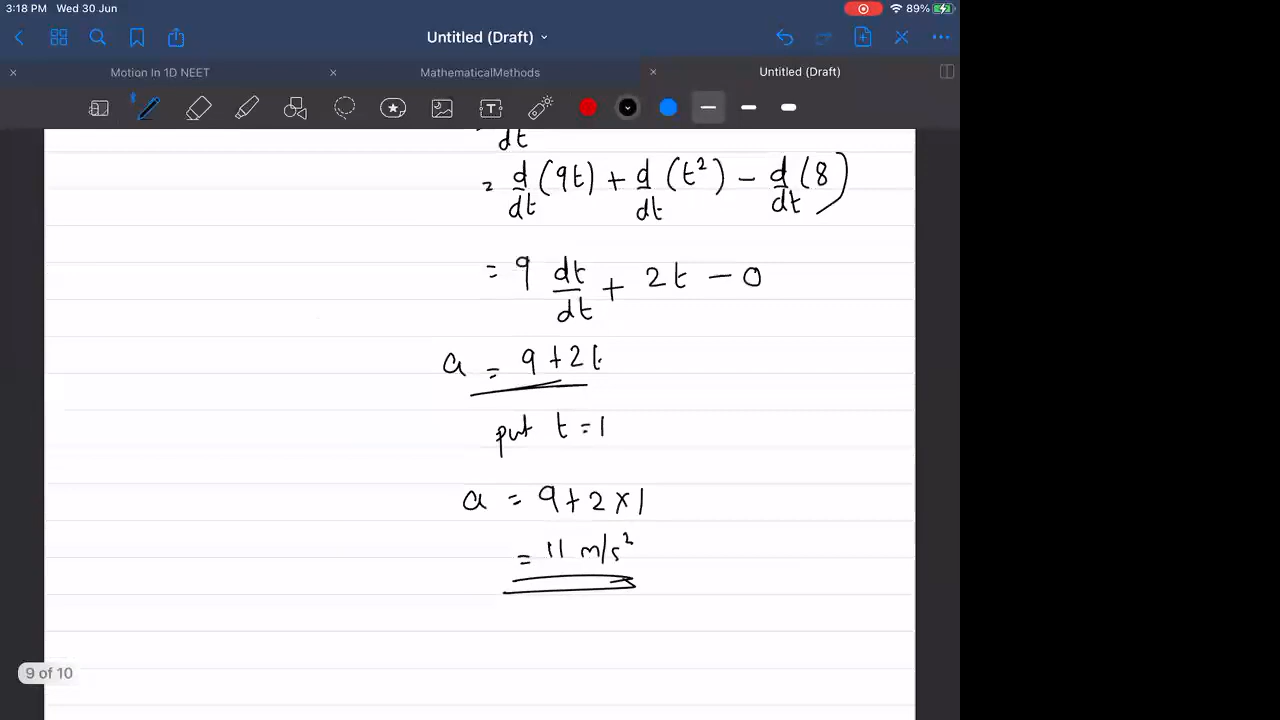 3:18 PM Wed 30 Jun 89%
Untitled (Draft)
Motion In 1D NEET MathematicalMethods Untitled (Draft)
dt
= d/dt (9t) + d/dt (t²) - d/dt (8)
= 9 dt/dt + 2t - 0
a = 9 + 2t
put t = 1
a = 9 + 2 x 1
= 11 m/s²
9 of 10